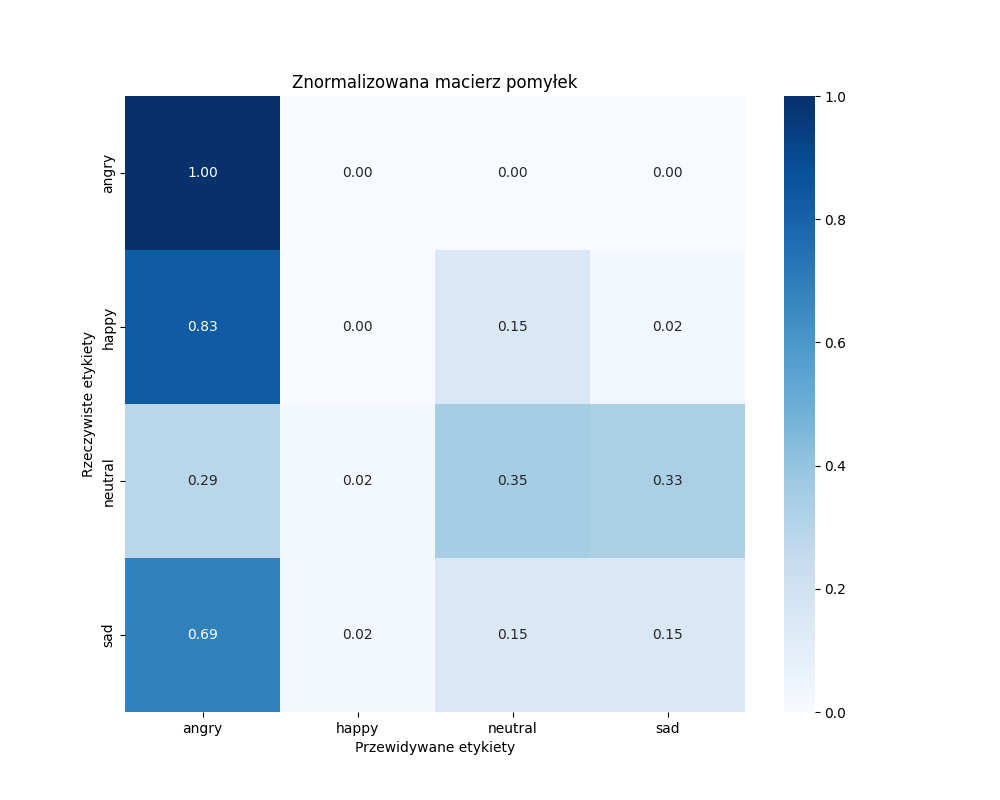 Znormalizowana macierz pomyłek
1.0
angry 1.00 0.00 0.00 0.00
0.8
happy 0.83 0.00 0.15 0.02
0.6
Rzeczywiste etykiety
neutral 0.29 0.02 0.35 0.33
0.4
0.2
sad 0.69 0.02 0.15 0.15
0.0
angry happy neutral sad
Przewidywane etykiety